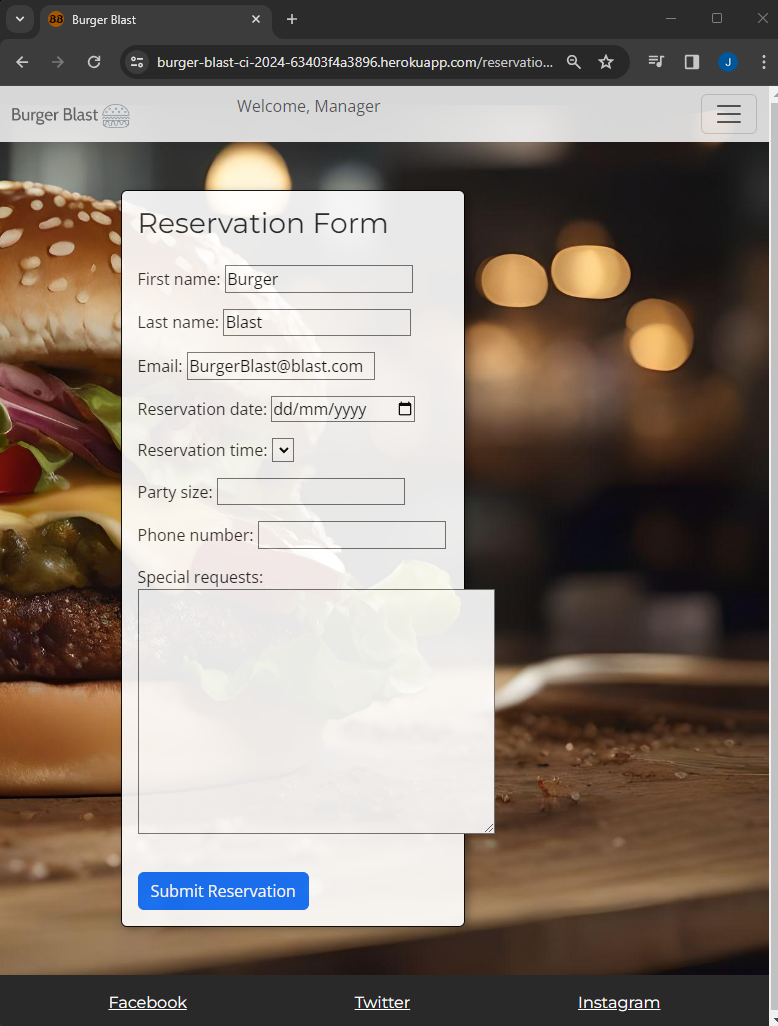 BB Burger Blast
burger-blast-ci-2024-63403f4a3896.herokuapp.com/reservatio...
J
Burger Blast
Welcome, Manager
Reservation Form
First name: Burger
Last name: Blast
Email: BurgerBlast@blast.com
Reservation date: dd/mm/yyyy
Reservation time:
Party size:
Phone number:
Special requests:
Submit Reservation
Facebook Twitter Instagram